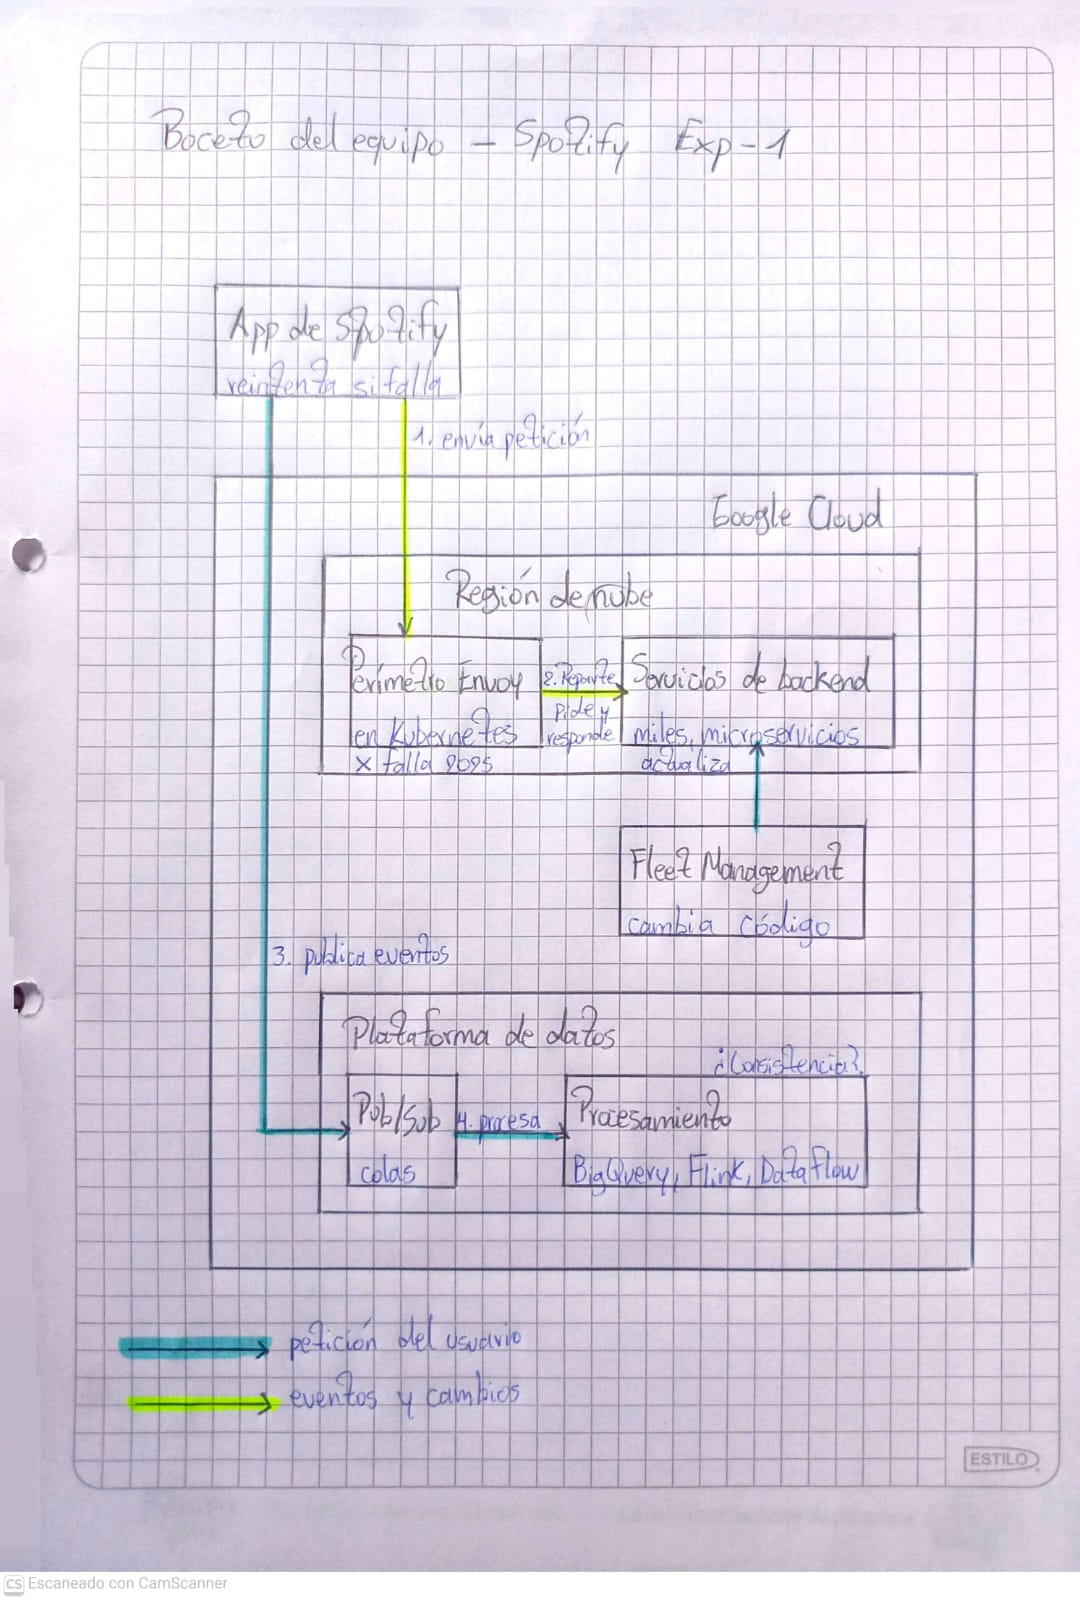 Boceto del equipo - Spotify Exp-1
App de Spotify
reintenta si falla
1. envía petición
Google Cloud
Región de nube
Perímetro Envoy
en Kubernetes
x falla 2025
2. Reparte
pide y
responde
Servicios de backend
miles, microservicios
actualiza
Fleet Management
cambia código
3. publica eventos
Plataforma de datos
¿Consistencia?
Pub/Sub
colas
4. procesa
Procesamiento
BigQuery, Flink, Dataflow
petición del usuario
eventos y cambios
ESTILO
CS Escaneado con CamScanner